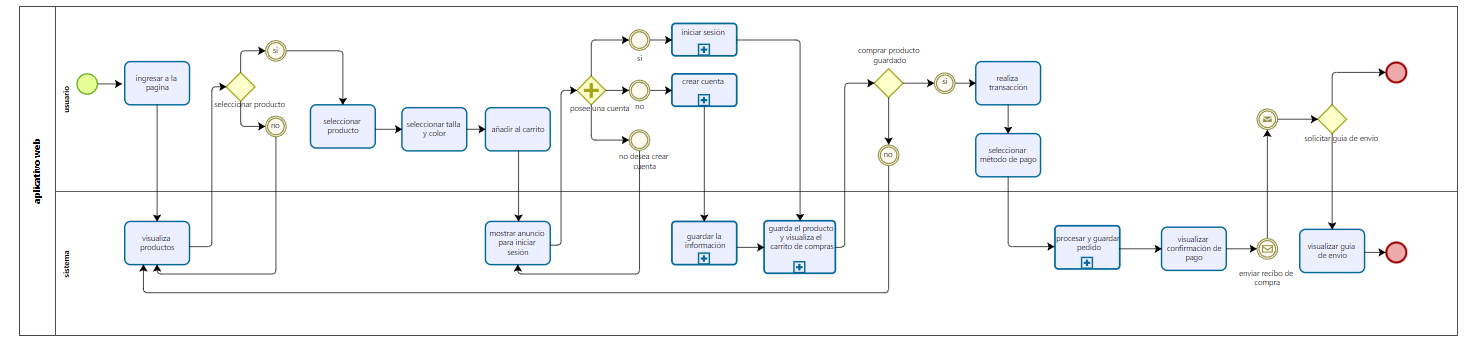 aplicativo web
usuario
sistema
ingresar a la
pagina
seleccionar producto
si
no
seleccionar
producto
seleccionar talla
y color
añadir al carrito
posee una cuenta
si
no
no desea crear
cuenta
iniciar sesión
crear cuenta
comprar producto
guardado
si
no
realiza
transacción
seleccionar
método de pago
solicitar guia de envio
visualiza
productos
mostrar anuncio
para iniciar
sesión
guardar la
información
guarda el producto
y visualiza el
carrito de compras
procesar y guardar
pedido
visualizar
confirmación de
pago
enviar recibo de
compra
visualizar guia
de envio